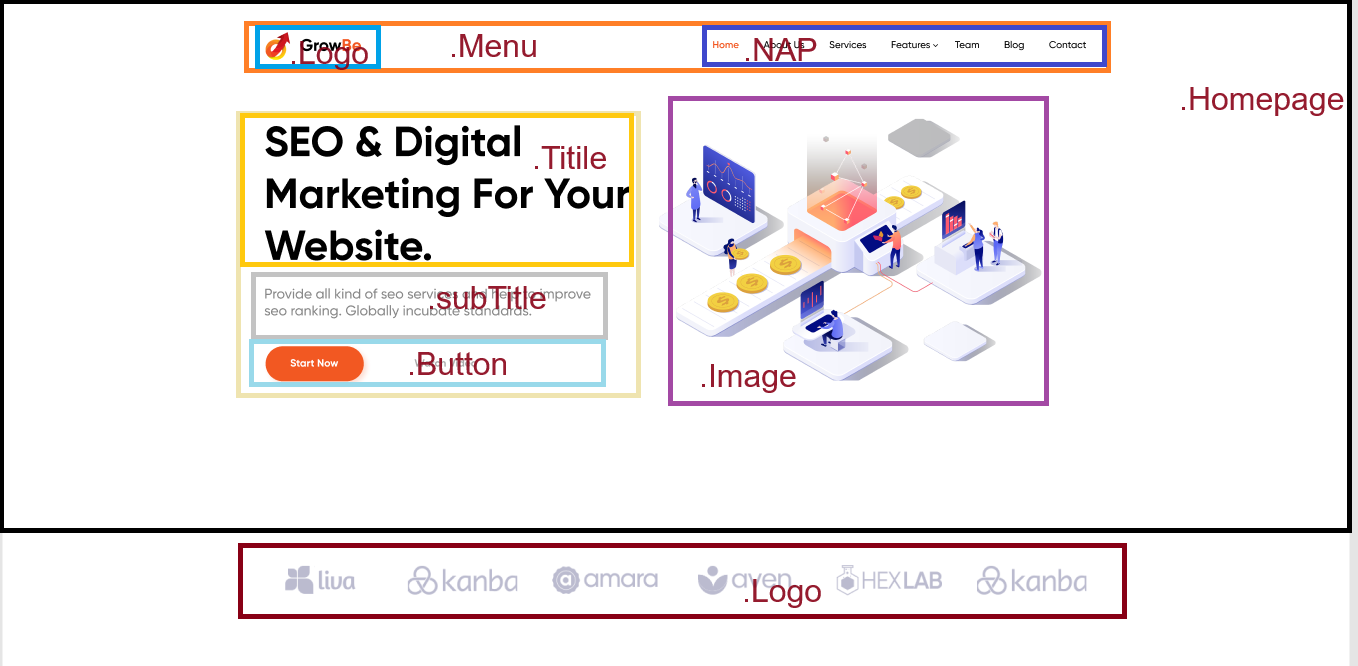 GrowBe
.Logo
.Menu
Home About Us Services Features Team Blog Contact
.NAP
.Homepage
SEO & Digital
Marketing For Your
Website.
.Titile
Provide all kind of seo services and help to improve
seo ranking. Globally incubate standards.
.subTitle
Start Now
.Button
.Image
liva kanba amara aven HEXLAB kanba
.Logo